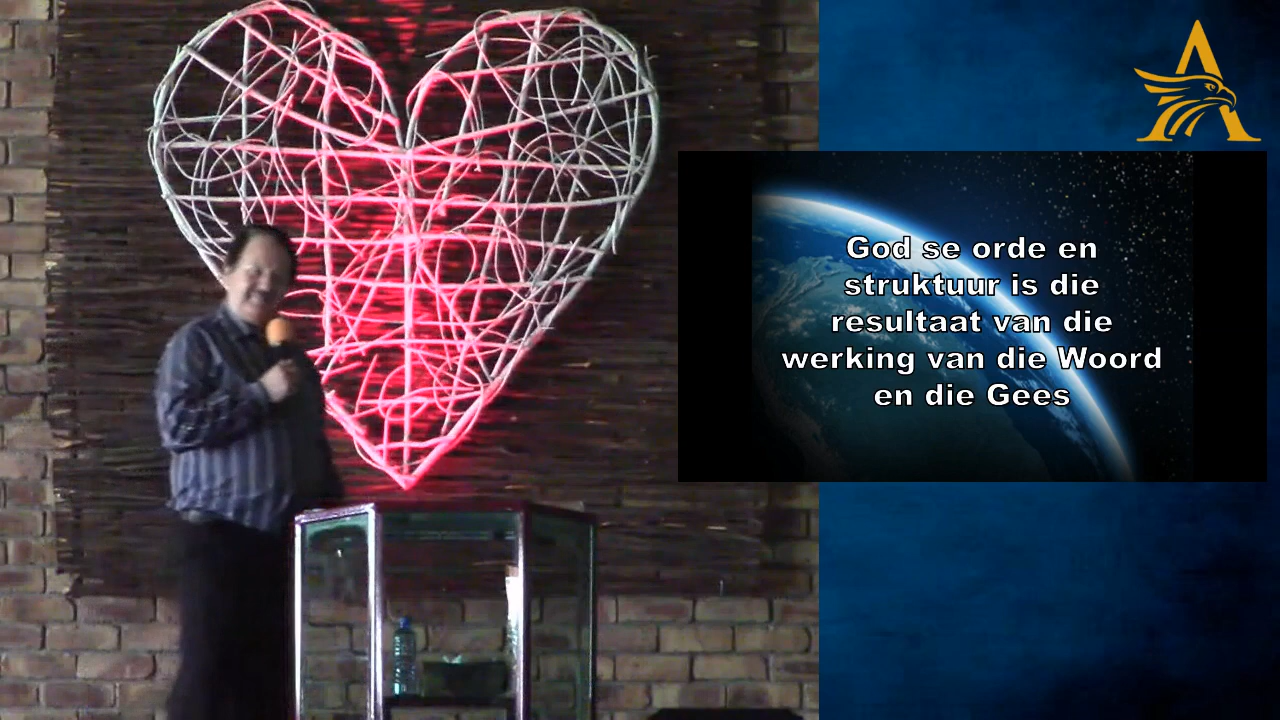 God se orde en
struktuur is die
resultaat van die
werking van die Woord
en die Gees